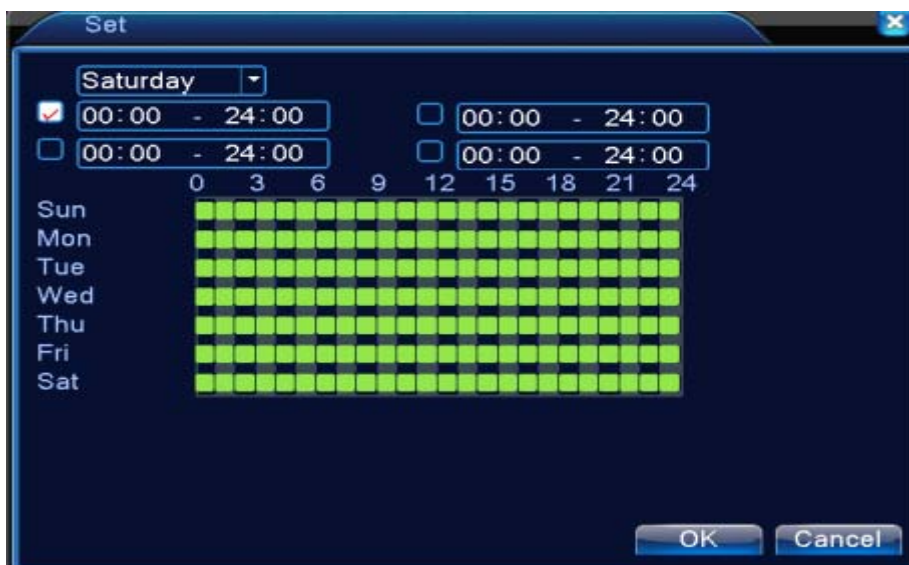 Set
Saturday
00:00 - 24:00 00:00 - 24:00
00:00 - 24:00 00:00 - 24:00
0 3 6 9 12 15 18 21 24
Sun
Mon
Tue
Wed
Thu
Fri
Sat
OK Cancel